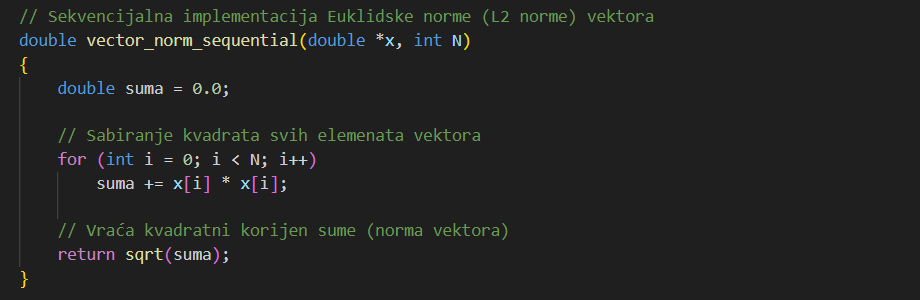 // Sekvencijalna implementacija Euklidske norme (L2 norme) vektora
double vector_norm_sequential(double *x, int N)
{
    double suma = 0.0;

    // Sabiranje kvadrata svih elemenata vektora
    for (int i = 0; i < N; i++)
        suma += x[i] * x[i];

    // Vraća kvadratni korijen sume (norma vektora)
    return sqrt(suma);
}